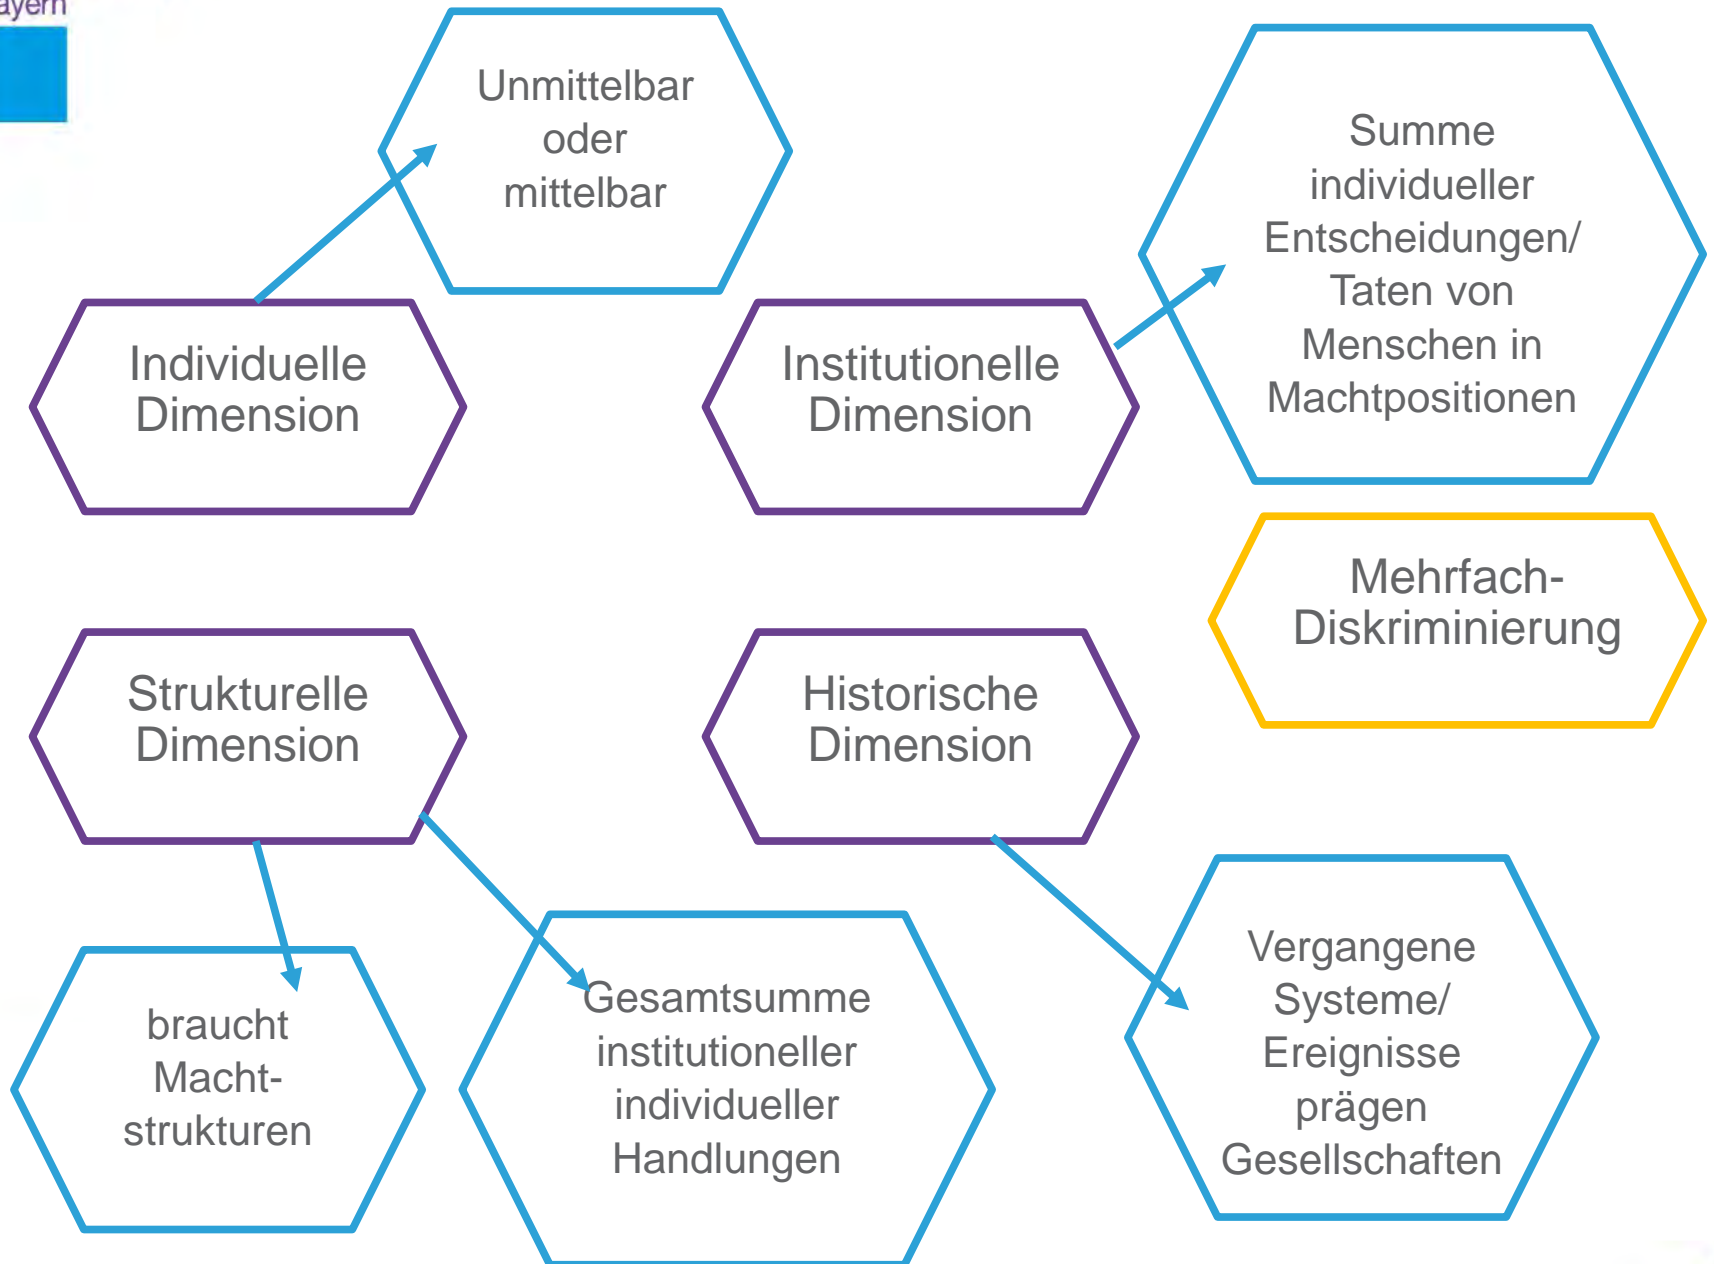 Unmittelbar
oder
mittelbar
Summe
individueller
Entscheidungen/
Taten von
Menschen in
Machtpositionen
Individuelle
Dimension
Institutionelle
Dimension
Mehrfach-
Diskriminierung
Strukturelle
Dimension
Historische
Dimension
braucht
Macht-
strukturen
Gesamtsumme
institutioneller
individueller
Handlungen
Vergangene
Systeme/
Ereignisse
prägen
Gesellschaften